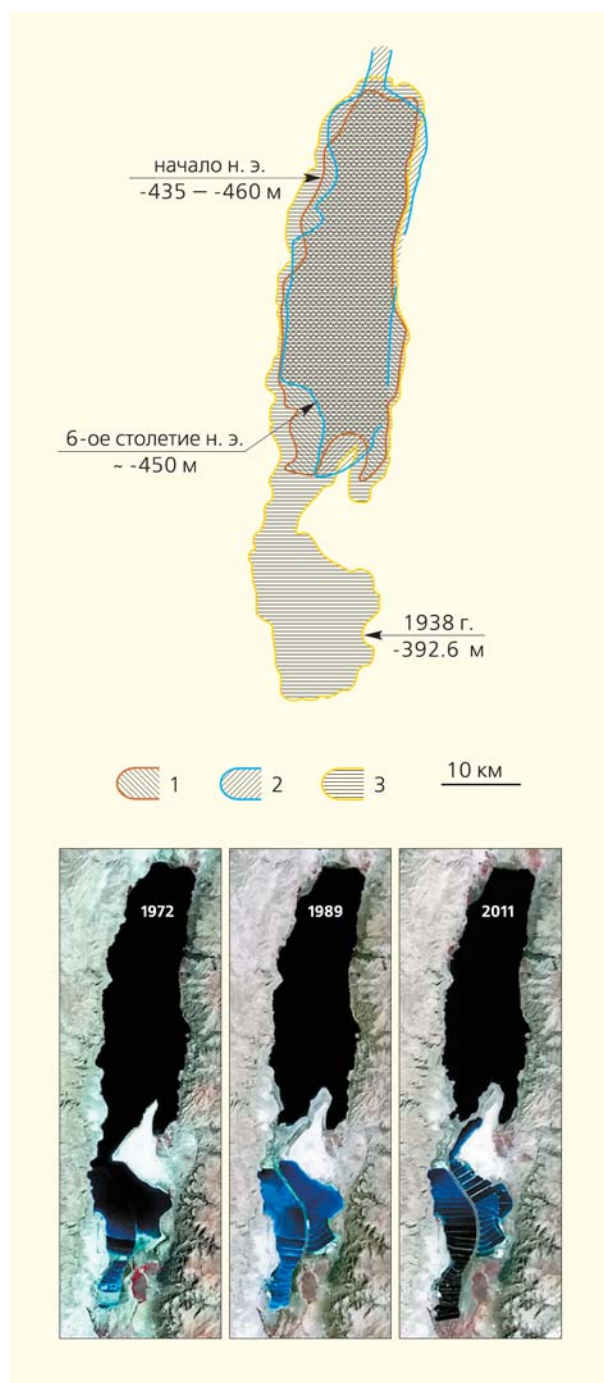 начало н. э.
-435 – -460 м
6-ое столетие н. э.
~ -450 м
1938 г.
-392.6 м
1 2 3 10 км
1972 1989 2011